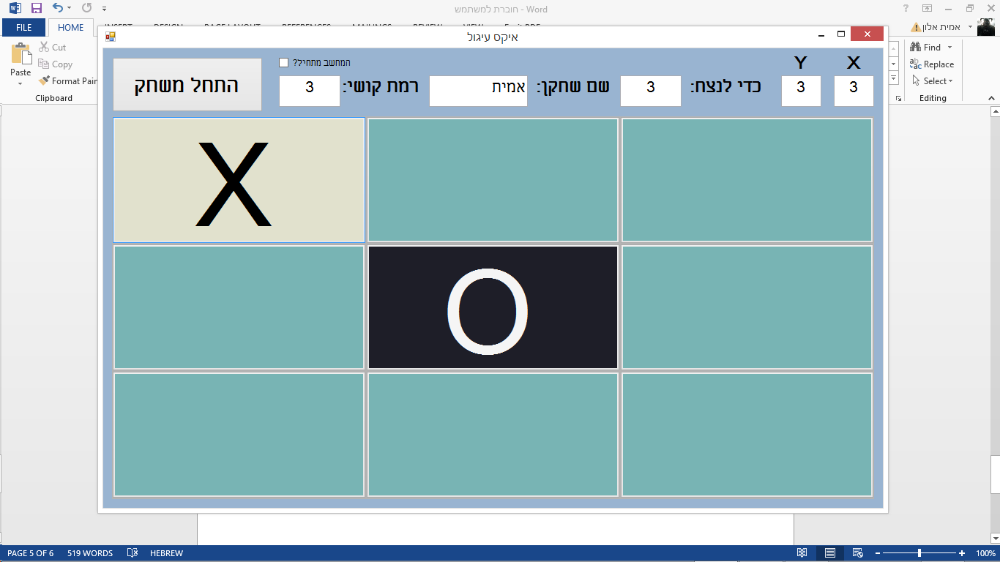 חוברת למשתמש - Word
FILE
HOME
אמית אלון
Cut
Copy
Format Pain
Paste
Clipboard
Find
Replace
Select
Editing
איקס עיגול
התחל משחק
המחשב מתחיל?
Y
X
רמת קושי:
3
שם שחקן:
אמית
כדי לנצח:
3
3
3
X
O
PAGE 5 OF 6
519 WORDS
HEBREW
100%